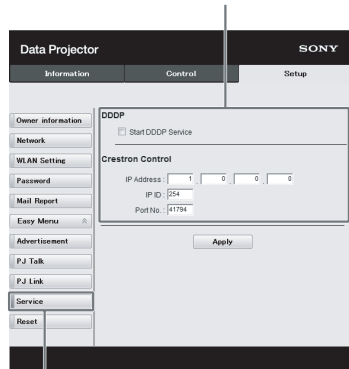 Data Projector SONY
Information Control Setup
Owner information
Network
WLAN Setting
Password
Mail Report
Easy Menu
Advertisement
PJ Talk
PJ Link
Service
Reset
DDDP
Start DDDP Service
Crestron Control
IP Address : 1 . 0 . 0 . 0
IP ID : 254
Port No. : 41794
Apply